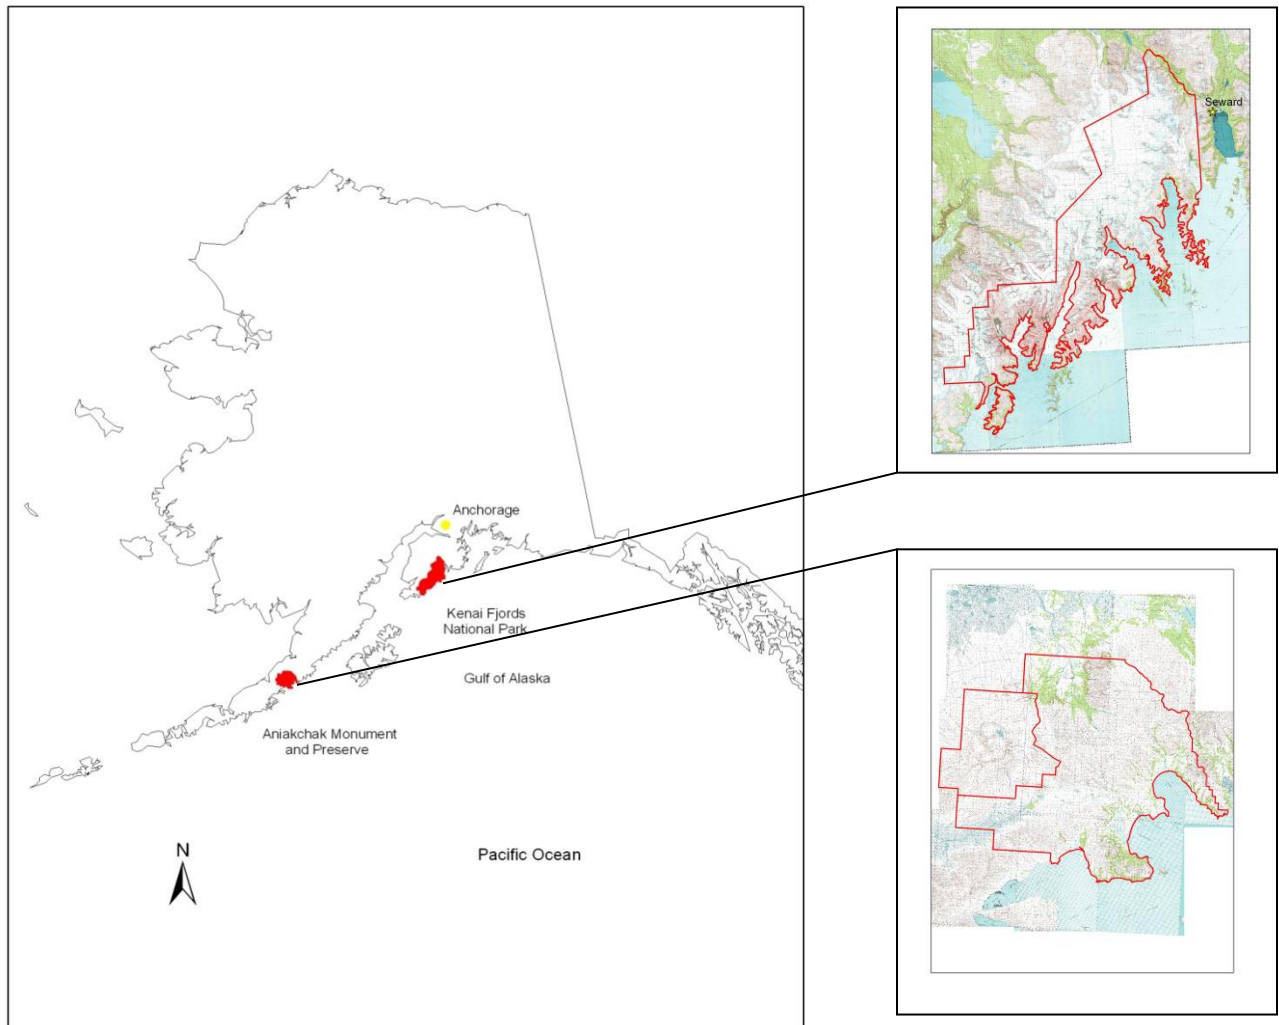 Seward
Anchorage
Kenai Fjords
National Park
Gulf of Alaska
Aniakchak Monument
and Preserve
N
Pacific Ocean